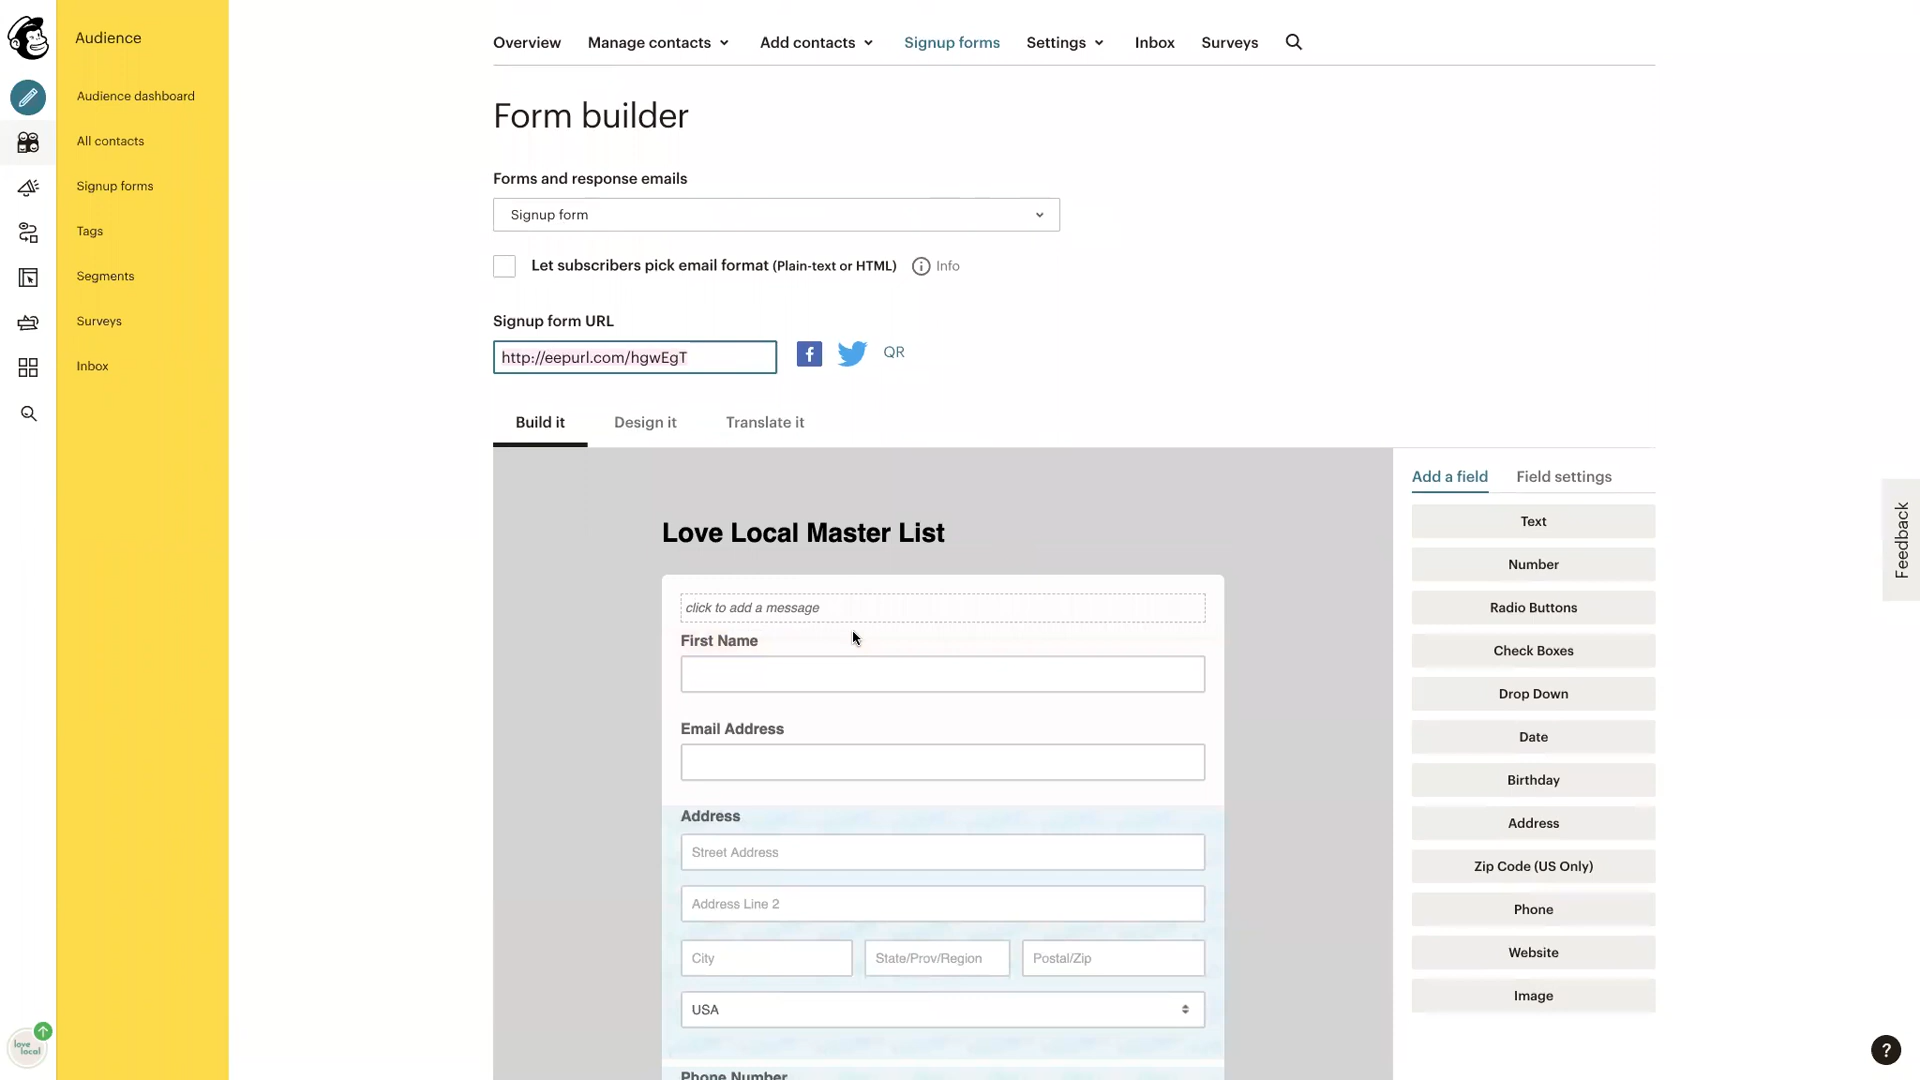 Audience
Audience dashboard
All contacts
Signup forms
Tags
Segments
Surveys
Inbox
love
local
Overview
Manage contacts
Add contacts
Signup forms
Settings
Inbox
Surveys
Form builder
Forms and response emails
Signup form
Let subscribers pick email format (Plain-text or HTML)
Info
Signup form URL
http://eepurl.com/hgwEgT
QR
Build it
Design it
Translate it
Love Local Master List
click to add a message
First Name
Email Address
Address
Street Address
Address Line 2
City
State/Prov/Region
Postal/Zip
USA
Phone Number
Add a field
Field settings
Text
Number
Radio Buttons
Check Boxes
Drop Down
Date
Birthday
Address
Zip Code (US Only)
Phone
Website
Image
Feedback
?